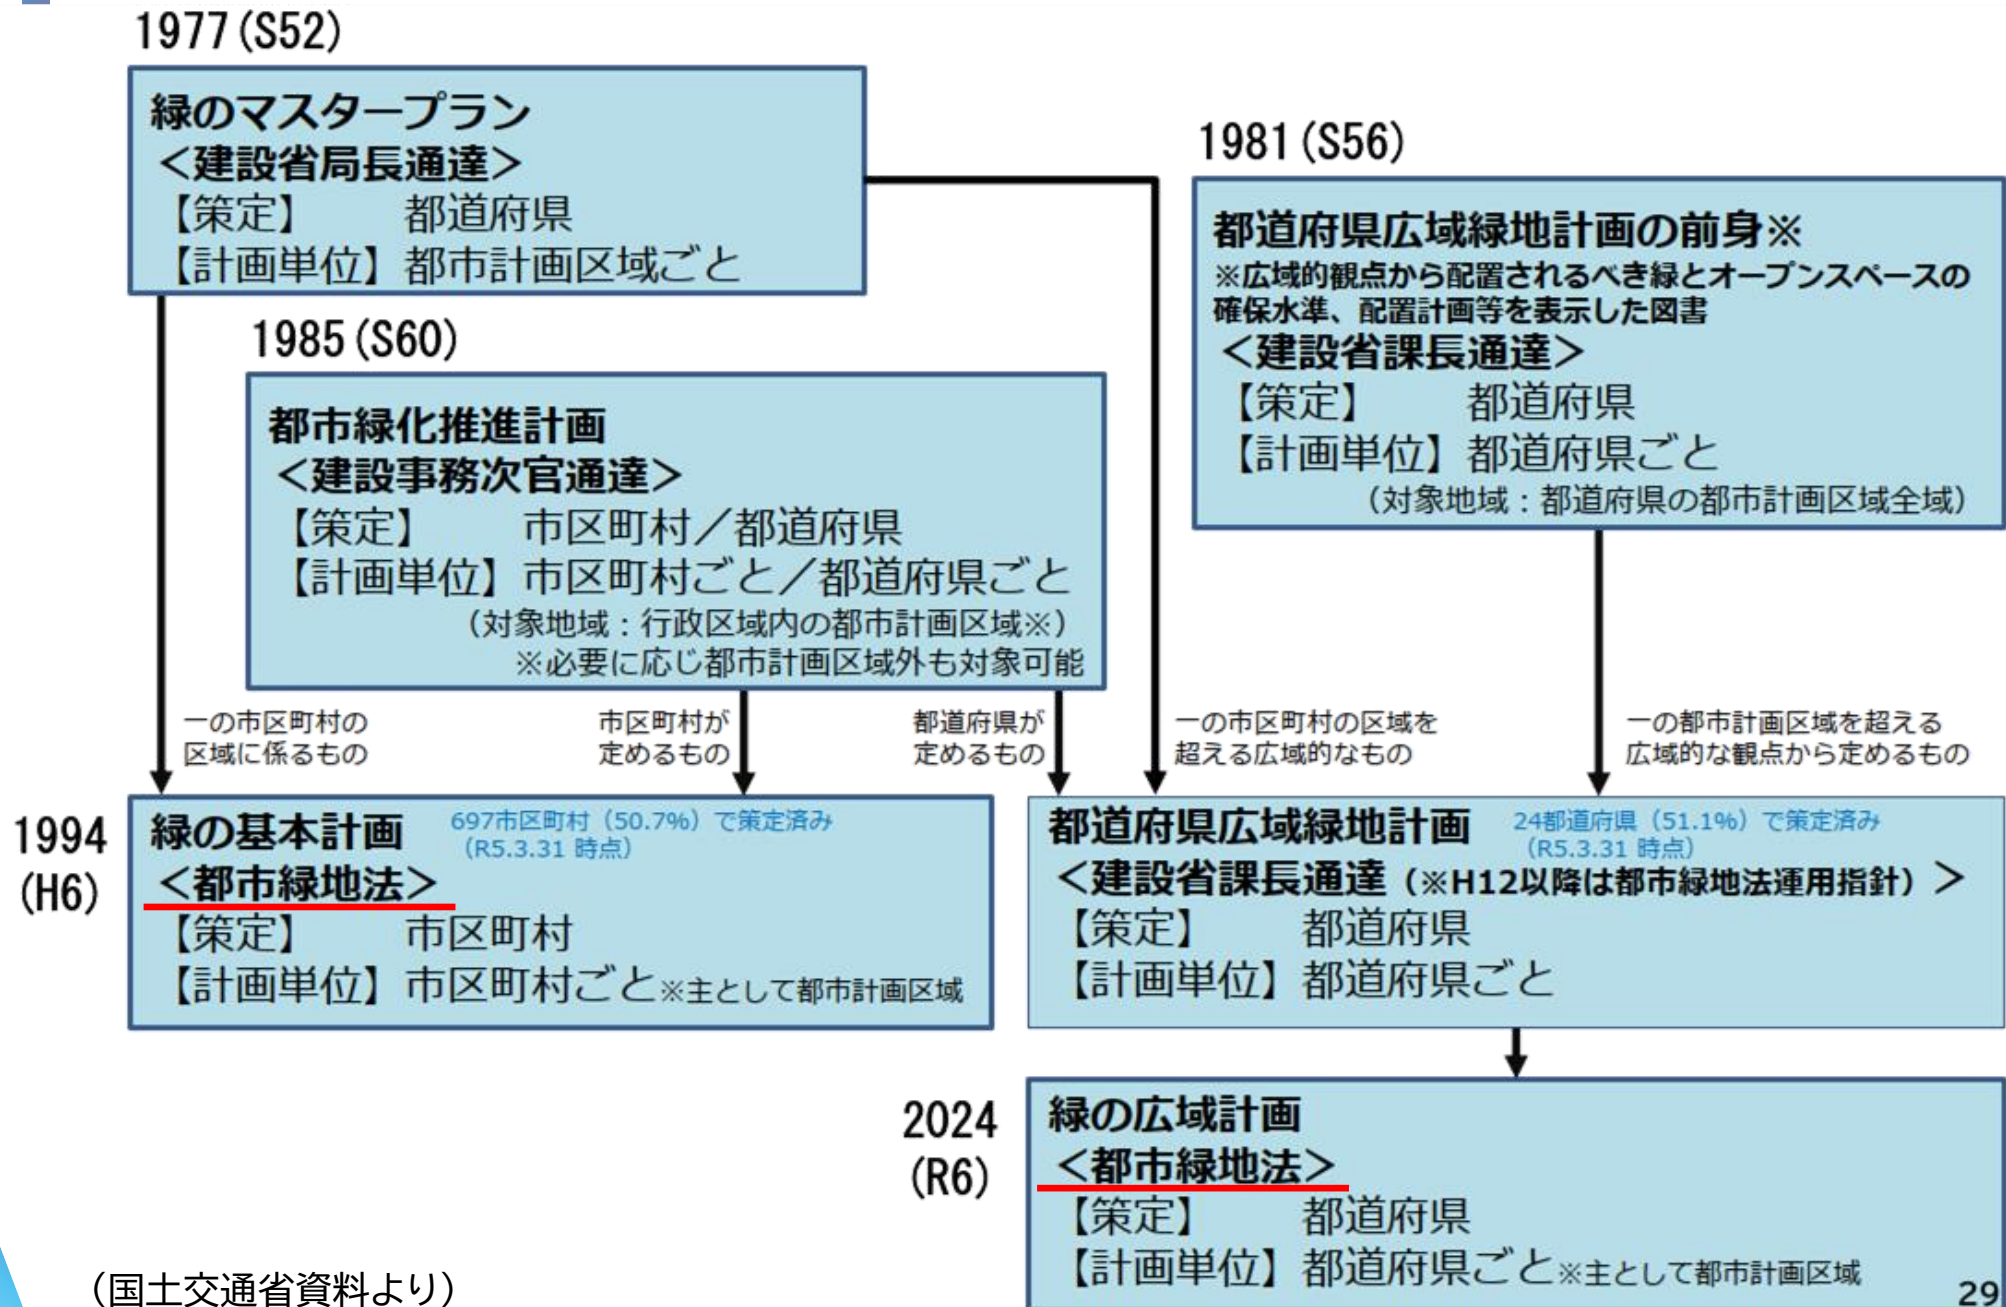 1977(S52)
緑のマスタープラン
＜建設省局長通達＞
【策定】　都道府県
【計画単位】都市計画区域ごと
1981(S56)
都道府県広域緑地計画の前身※
※広域的観点から配置されるべき緑とオープンスペースの
確保水準、配置計画等を表示した図書
＜建設省課長通達＞
【策定】　都道府県
【計画単位】都道府県ごと
（対象地域：都道府県の都市計画区域全域）
1985(S60)
都市緑化推進計画
＜建設事務次官通達＞
【策定】　市区町村／都道府県
【計画単位】市区町村ごと／都道府県ごと
（対象地域：行政区域内の都市計画区域※）
※必要に応じ都市計画区域外も対象可能
一の市区町村の
区域に係るもの
市区町村が
定めるもの
都道府県が
定めるもの
一の市区町村の区域を
超える広域的なもの
一の都市計画区域を超える
広域的な観点から定めるもの
1994
(H6)
緑の基本計画
697市区町村（50.7%）で策定済み
（R5.3.31 時点）
＜都市緑地法＞
【策定】　市区町村
【計画単位】市区町村ごと※主として都市計画区域
都道府県広域緑地計画
24都道府県（51.1%）で策定済み
（R5.3.31 時点）
＜建設省課長通達（※H12以降は都市緑地法運用指針）＞
【策定】　都道府県
【計画単位】都道府県ごと
2024
(R6)
緑の広域計画
＜都市緑地法＞
【策定】　都道府県
【計画単位】都道府県ごと※主として都市計画区域
（国土交通省資料より）
29